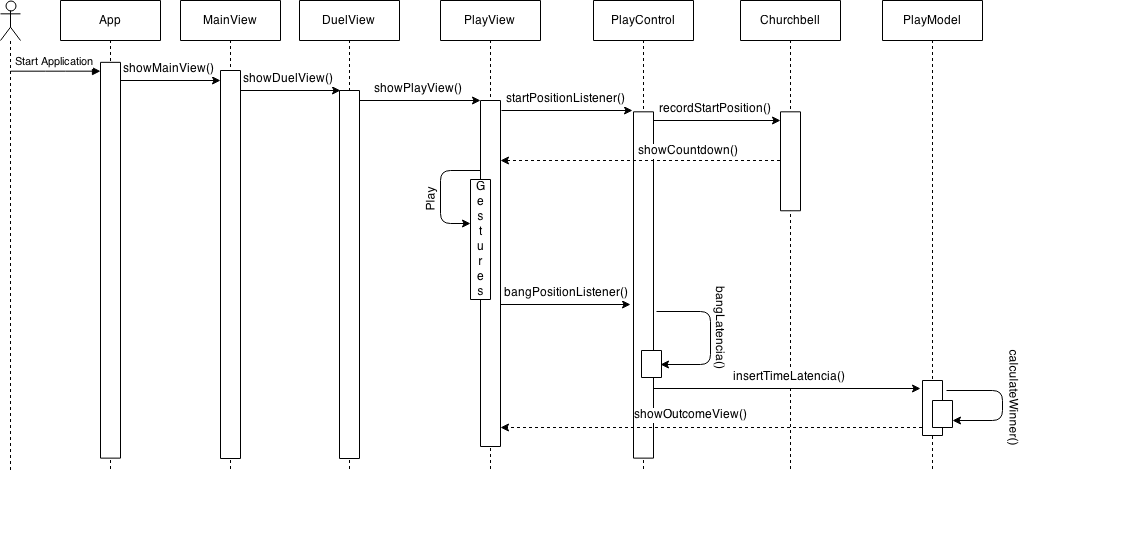 App
MainView
DuelView
PlayView
PlayControl
Churchbell
PlayModel
Start Application
showMainView()
showDuelView()
showPlayView()
startPositionListener()
recordStartPosition()
showCountdown()
Play
Gestures
bangPositionListener()
bangLatencia()
insertTimeLatencia()
calculateWinner()
showOutcomeView()